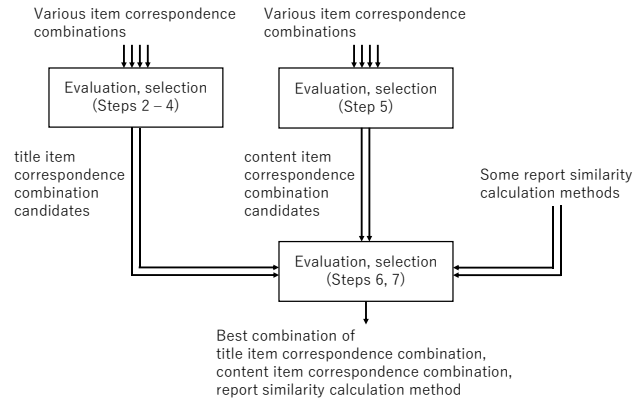 Various item correspondence
combinations
Various item correspondence
combinations
Evaluation, selection
(Steps 2 – 4)
Evaluation, selection
(Step 5)
title item
correspondence
combination
candidates
content item
correspondence
combination
candidates
Some report similarity
calculation methods
Evaluation, selection
(Steps 6, 7)
Best combination of
title item correspondence combination,
content item correspondence combination,
report similarity calculation method